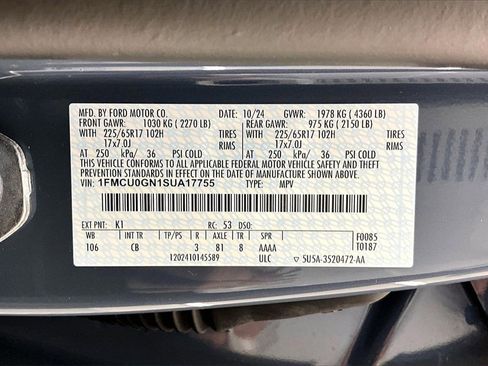 MFD. BY FORD MOTOR CO. 10/24 GVWR: 1978 KG ( 4360 LB)
FRONT GAWR: 1030 KG ( 2270 LB) REAR GAWR: 975 KG ( 2150 LB)
WITH 225/65R17 102H TIRES WITH 225/65R17 102H TIRES
17x7.0J RIMS 17x7.0J RIMS
AT 250 kPa/ 36 PSI COLD AT 250 kPa/ 36 PSI COLD
THIS VEHICLE CONFORMS TO ALL APPLICABLE FEDERAL MOTOR VEHICLE SAFETY, BUMPER, AND
THEFT PREVENTION STANDARDS IN EFFECT ON THE DATE OF MANUFACTURE SHOWN ABOVE.
VIN: 1FMCU0GN1SUA17755 TYPE: MPV
EXT PNT: K1 RC: 53 DSO:
WB INT TR TP/PS R AXLE TR SPR F0085
106 CB 3 81 8 AAAA T0187
1202410145589 ULC ▽ 5U5A-3520472-AA